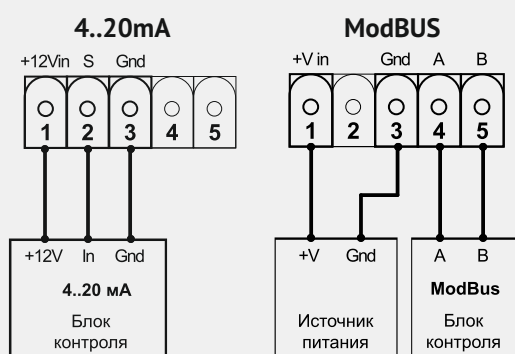 4..20mA
ModBUS
+12Vin S Gnd
+V in Gnd A B
1 2 3 4 5
1 2 3 4 5
+12V In Gnd
+V Gnd
A B
4..20 мА
Блок
контроля
Источник
питания
ModBus
Блок
контроля